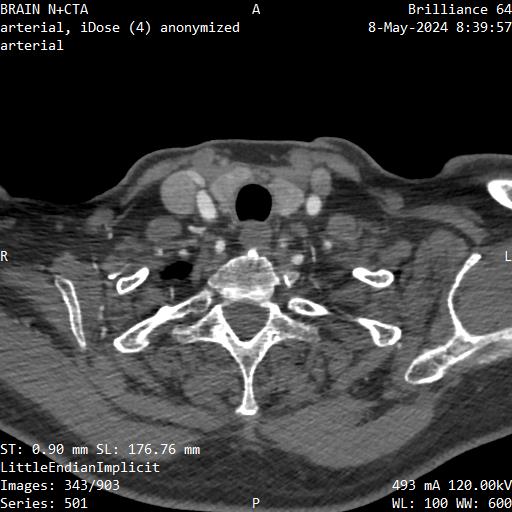 BRAIN N+CTA
A
Brilliance 64
arterial, iDose (4) anonymized
8-May-2024 8:39:57
arterial
R
L
ST: 0.90 mm SL: 176.76 mm
LittleEndianImplicit
Images: 343/903
493 mA 120.00kV
Series: 501
P
WL: 100 WW: 600